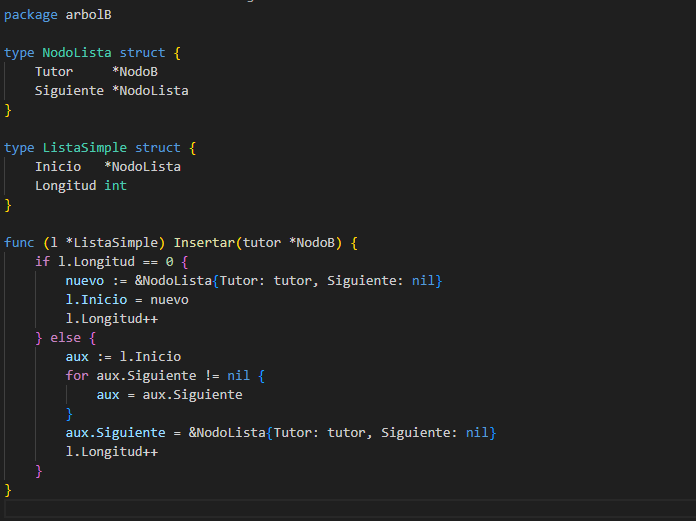 package arbolB
type NodoLista struct {
    Tutor     *NodoB
    Siguiente *NodoLista
}
type ListaSimple struct {
    Inicio   *NodoLista
    Longitud int
}
func (l *ListaSimple) Insertar(tutor *NodoB) {
    if l.Longitud == 0 {
        nuevo := &NodoLista{Tutor: tutor, Siguiente: nil}
        l.Inicio = nuevo
        l.Longitud++
    } else {
        aux := l.Inicio
        for aux.Siguiente != nil {
            aux = aux.Siguiente
        }
        aux.Siguiente = &NodoLista{Tutor: tutor, Siguiente: nil}
        l.Longitud++
    }
}